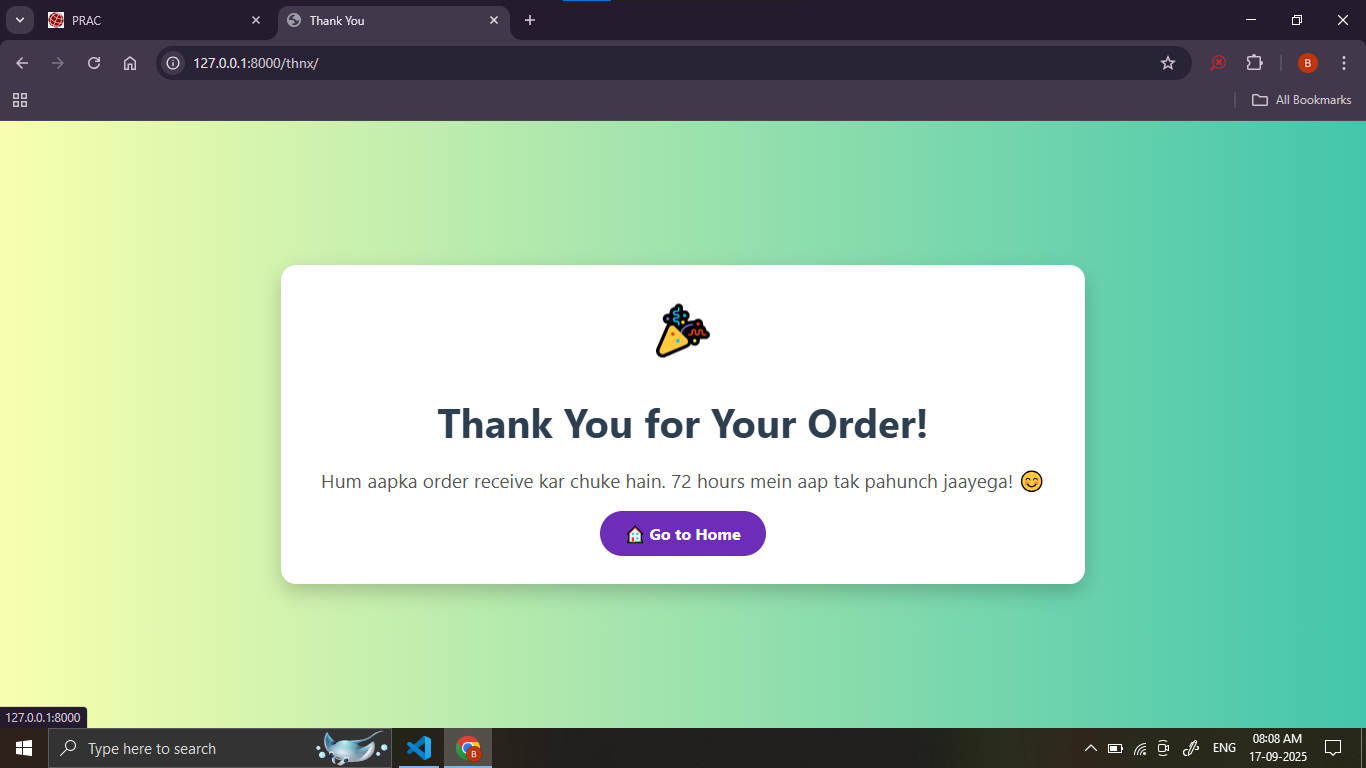 PRAC
Thank You
127.0.0.1:8000/thnx/
B
All Bookmarks
🎉
Thank You for Your Order!
Hum aapka order receive kar chuke hain. 72 hours mein aap tak pahunch jaayega! 😊
🏠 Go to Home
127.0.0.1:8000
Type here to search
B
ENG
08:08 AM
17-09-2025